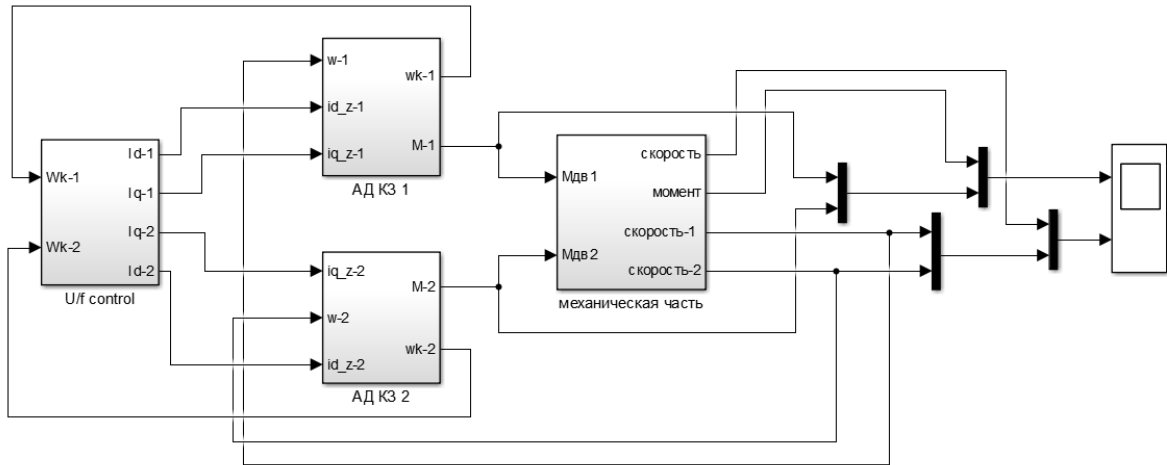 Wk-1
Wk-2
Id-1
Iq-1
Iq-2
Id-2
U/f control
w-1
id_z-1
iq_z-1
wk-1
M-1
АД КЗ 1
iq_z-2
w-2
id_z-2
M-2
wk-2
АД КЗ 2
Мдв 1
Мдв 2
скорость
момент
скорость-1
скорость-2
механическая часть